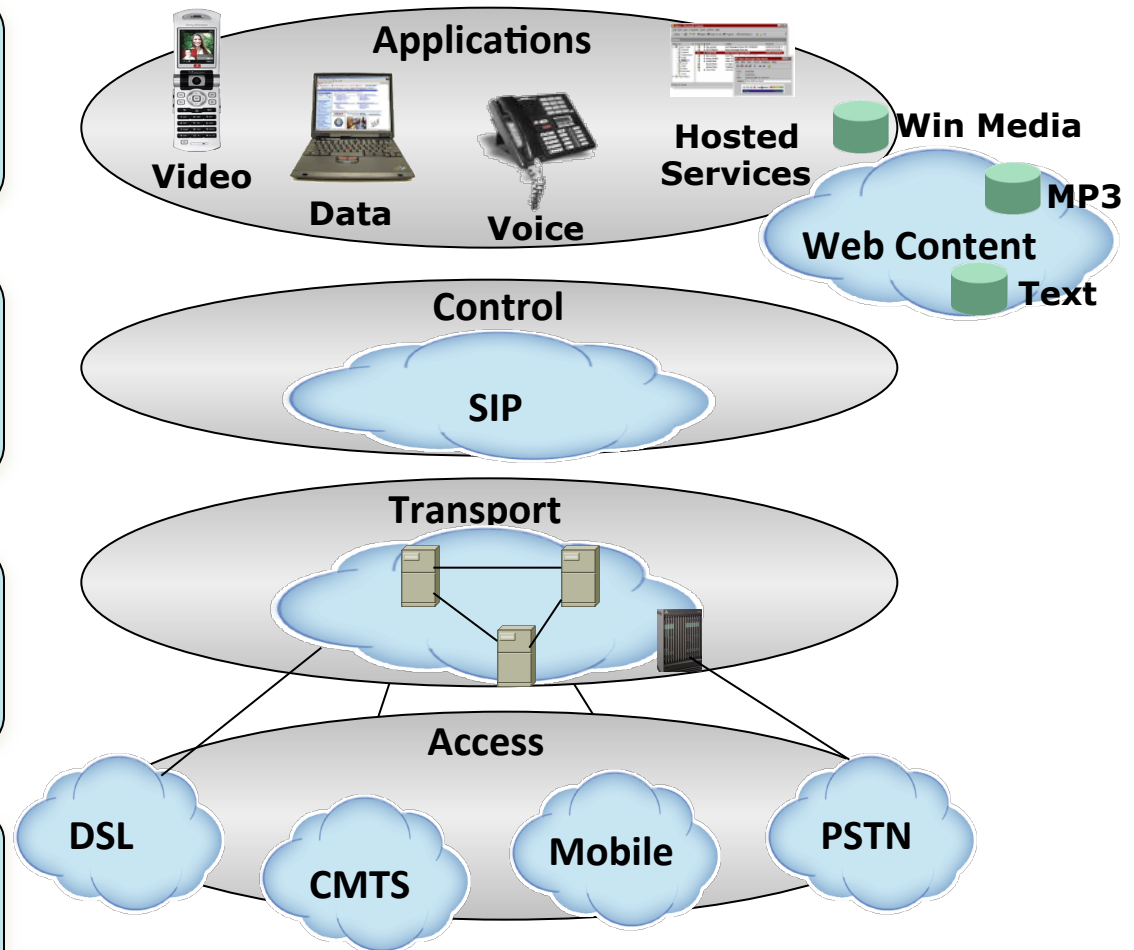 Applications
Video
Data
Voice
Hosted
Services
Win Media
MP3
Web Content
Text
Control
SIP
Transport
Access
DSL
CMTS
Mobile
PSTN